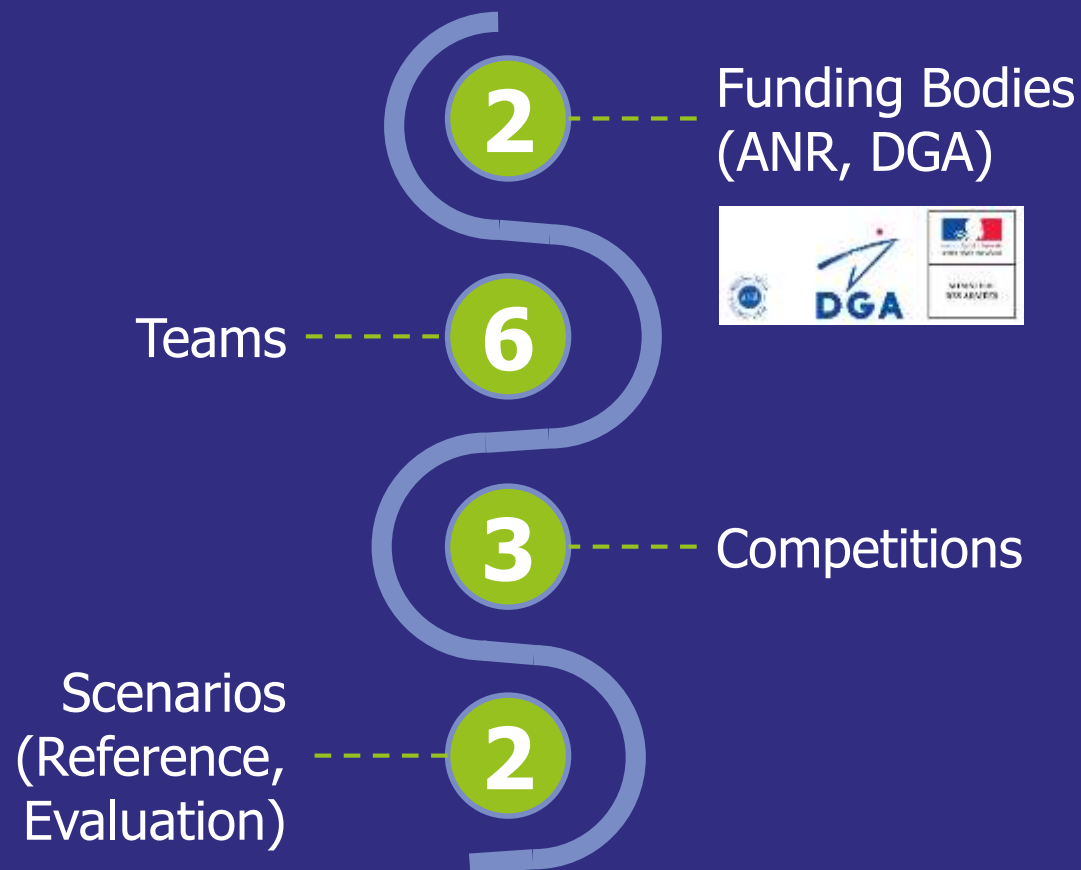 2
Funding Bodies
(ANR, DGA)
DGA
Teams
6
3
Competitions
Scenarios
(Reference,
Evaluation)
2